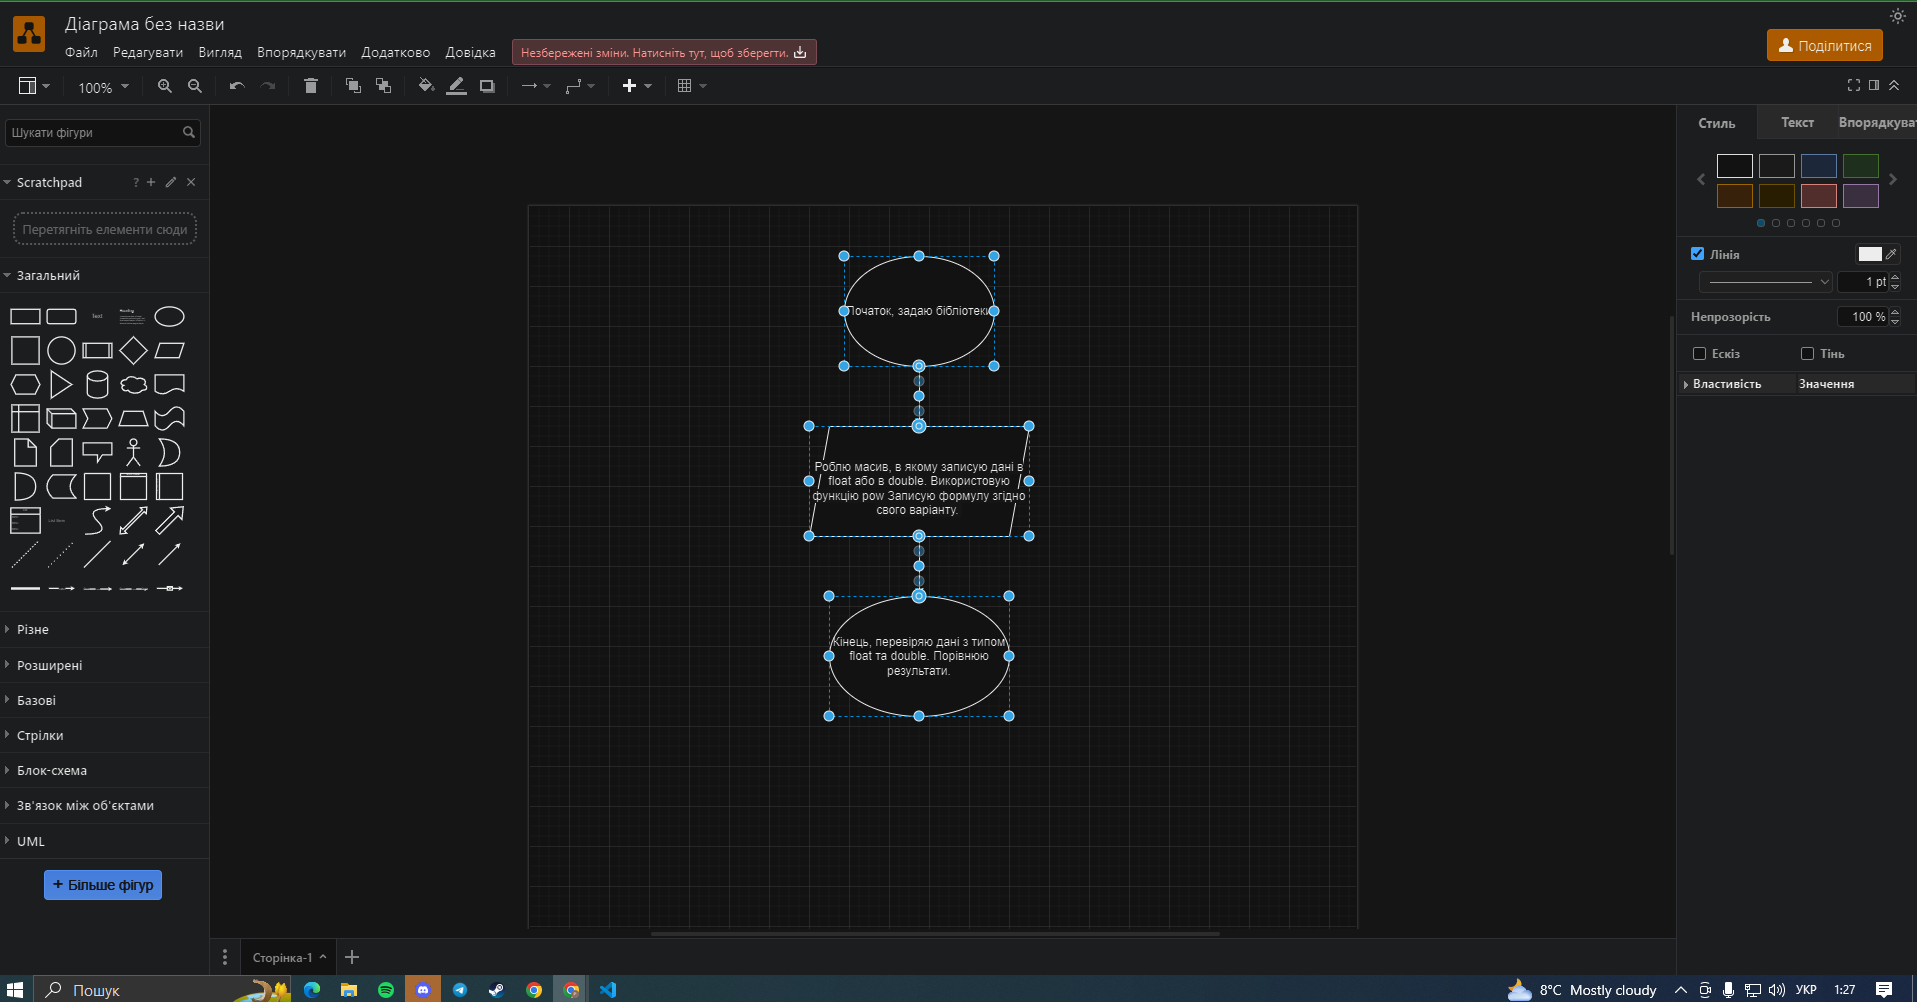 Діаграма без назви
Файл Редагувати Вигляд Впорядкувати Додатково Довідка
Незбережені зміни. Натисніть тут, щоб зберегти.
Поділитися
100%
Шукати фігури
Scratchpad
?
Перетягніть елементи сюди
Загальний
Text
Heading
Різне
Розширені
Базові
Стрілки
Блок-схема
Зв'язок між об'єктами
UML
+ Більше фігур
Початок, задаю бібліотеки
Роблю масив, в якому записую дані в
float або в double. Використовую
функцію pow Записую формулу згідно
свого варіанту.
Кінець, перевіряю дані з типом
float та double. Порівнюю
результати.
Стиль Текст Впорядкува
Лінія
1 pt
Непрозорість 100 %
Ескіз Тінь
Властивість Значення
Сторінка-1
Пошук
8°C Mostly cloudy
УКР 1:27